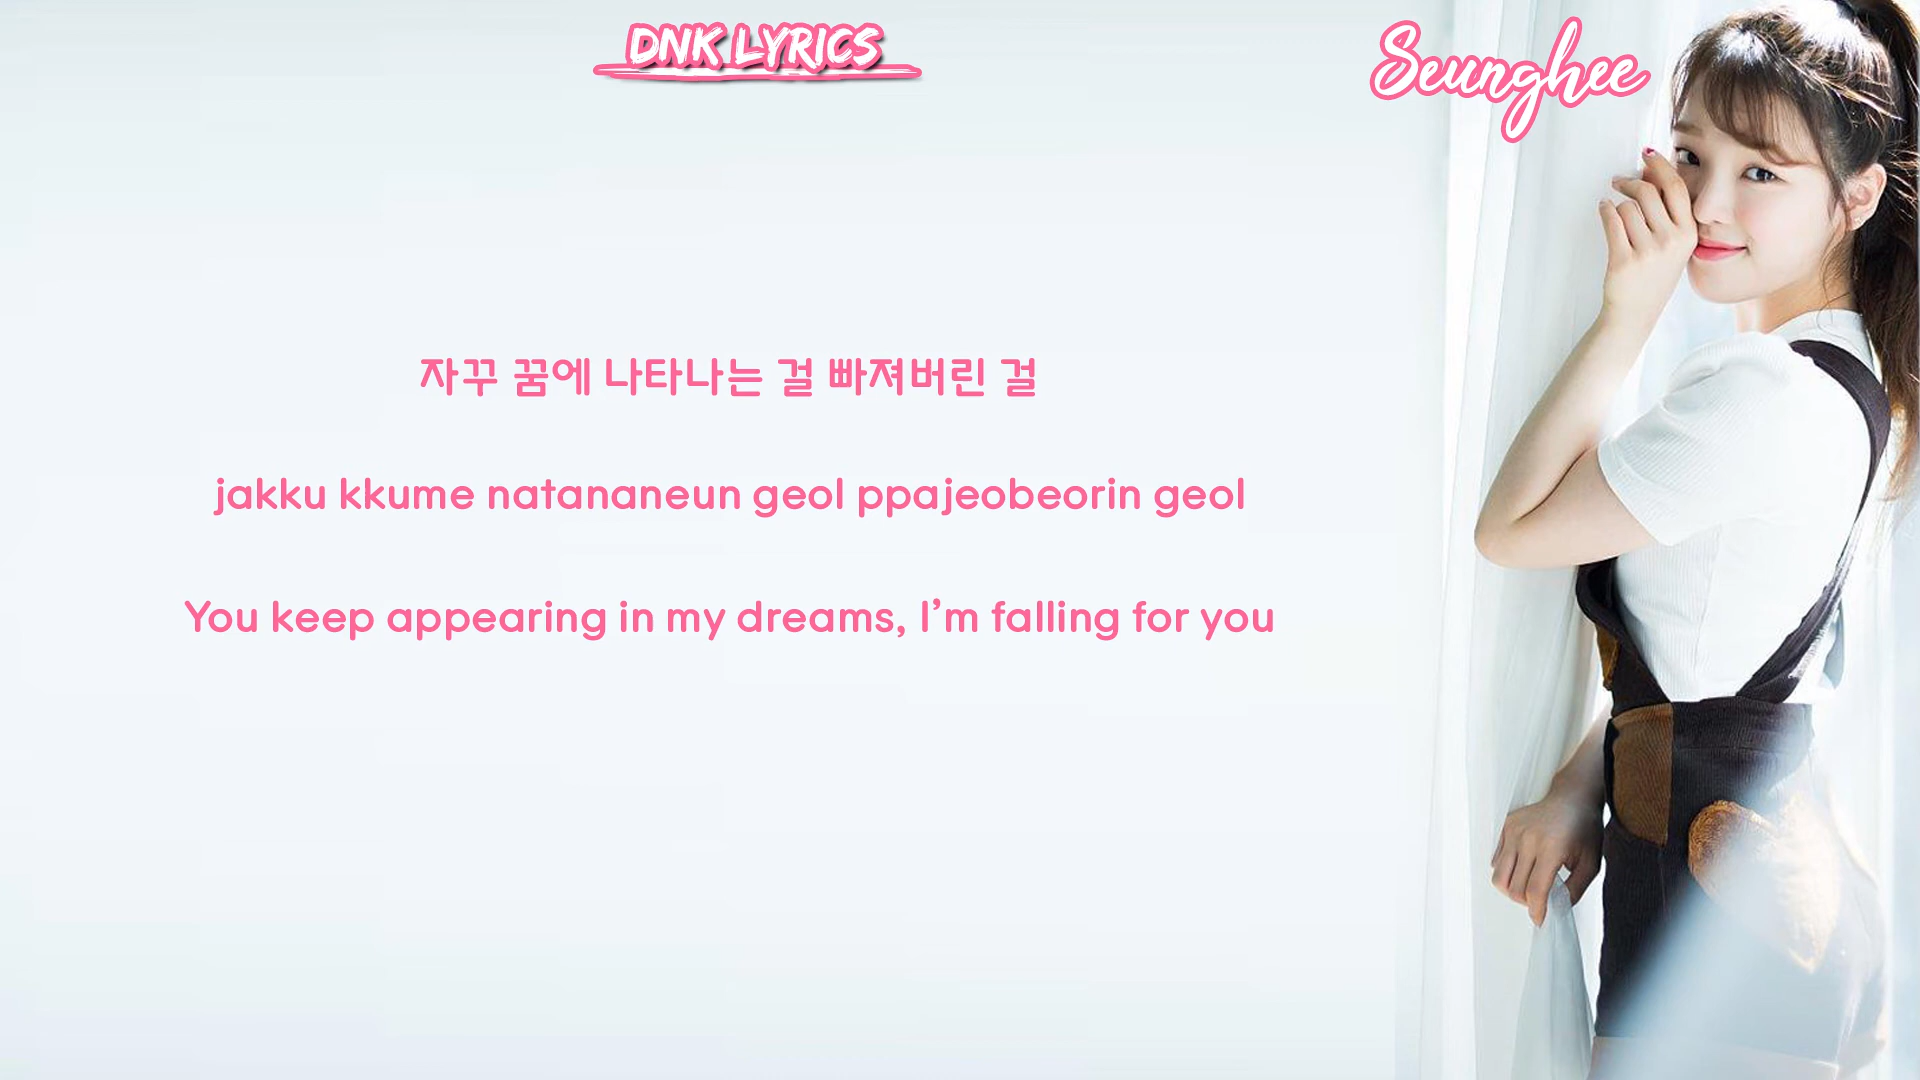 DNK LYRICS
Seunghee
자꾸 꿈에 나타나는 걸 빠져버린 걸
jakku kkume natananeun geol ppajeobeorin geol
You keep appearing in my dreams, I’m falling for you